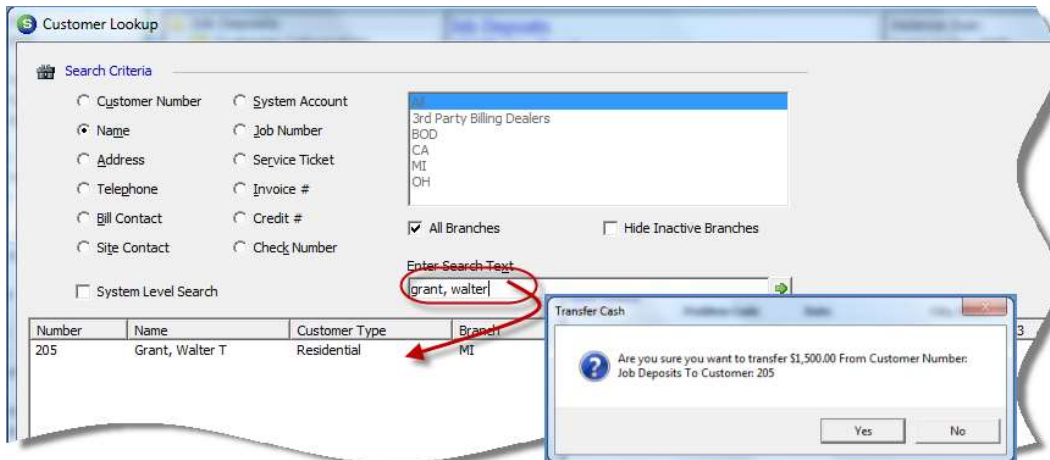 Customer Lookup
Search Criteria
Customer Number
System Account
Name
Job Number
Address
Service Ticket
Telephone
Invoice #
Bill Contact
Credit #
Site Contact
Check Number
System Level Search
All
3rd Party Billing Dealers
BOD
CA
MI
OH
All Branches
Hide Inactive Branches
Enter Search Text
grant, walter
Number Name Customer Type Branch 3
205 Grant, Walter T Residential MI
Transfer Cash
Are you sure you want to transfer $1,500.00 From Customer Number:
Job Deposits To Customer: 205
Yes No